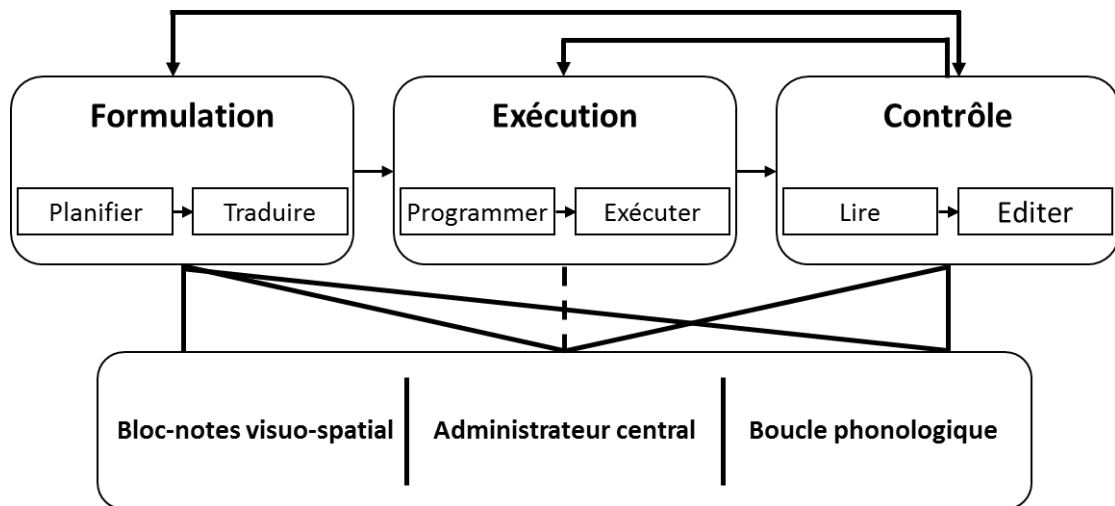 Formulation
Exécution
Contrôle
Planifier
Traduire
Programmer
Exécuter
Lire
Editer
Bloc-notes visuo-spatial
Administrateur central
Boucle phonologique